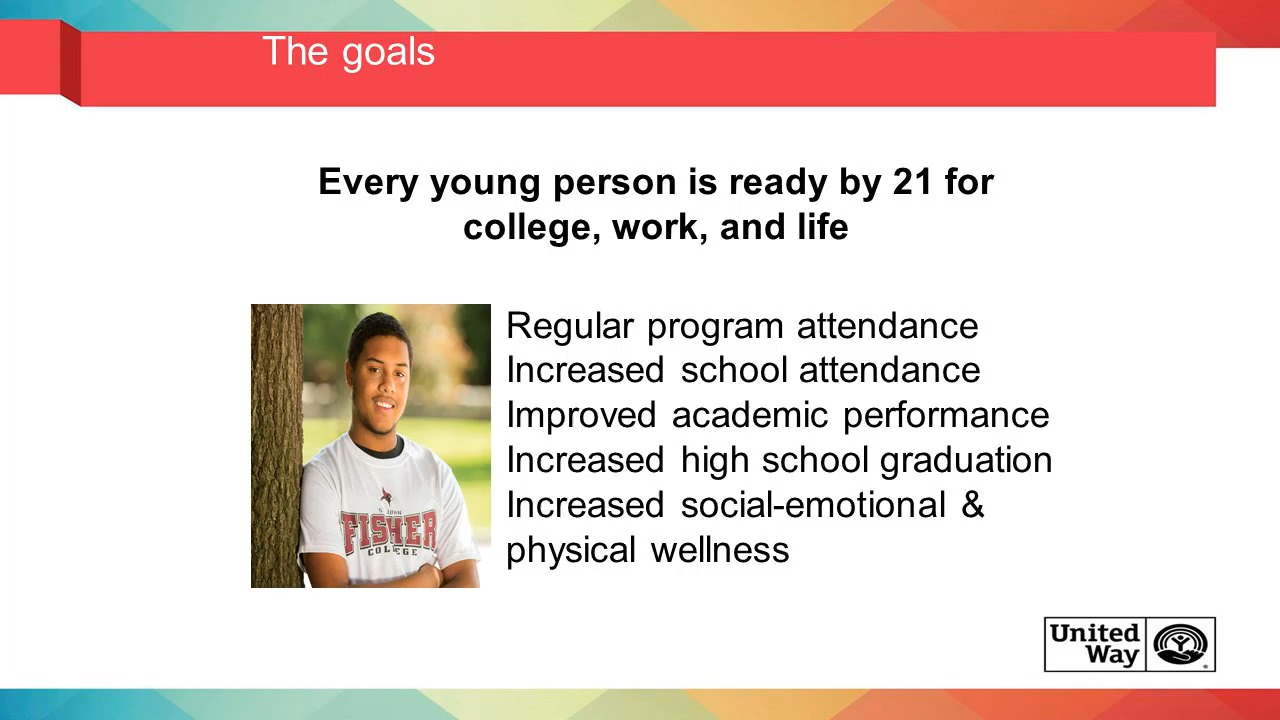 The goals
Every young person is ready by 21 for
college, work, and life
Regular program attendance
Increased school attendance
Improved academic performance
Increased high school graduation
Increased social-emotional &
physical wellness
FISHER
COLLEGE
United
Way